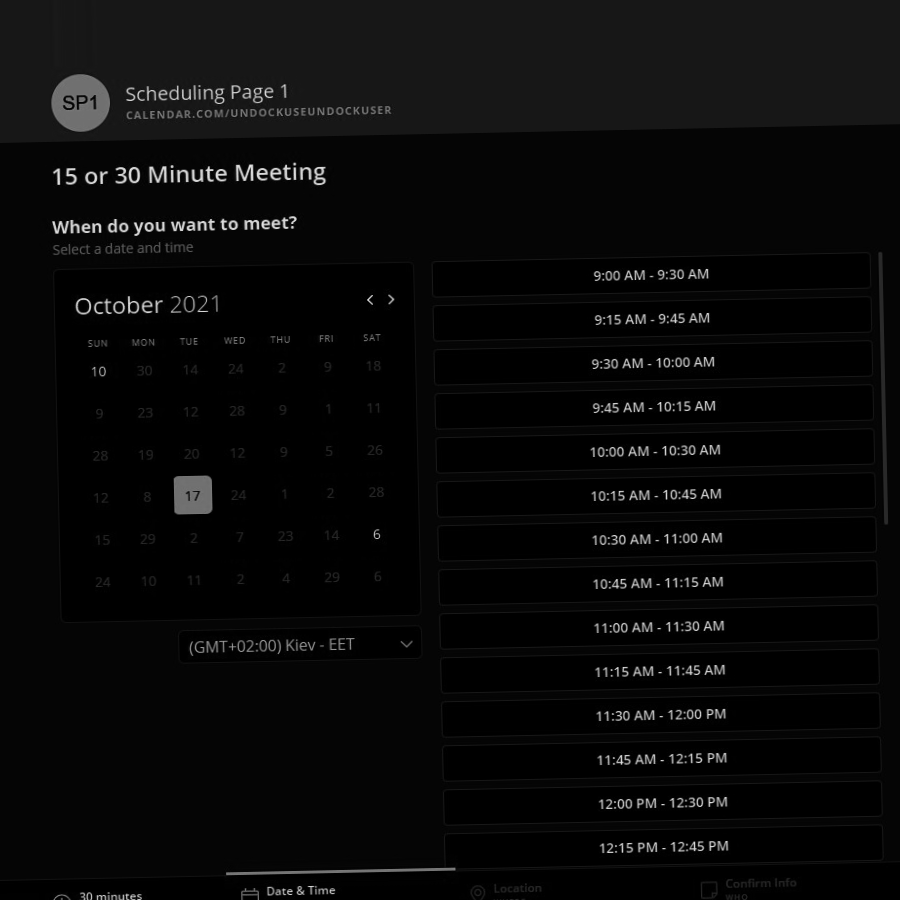 SP1
Scheduling Page 1
CALENDAR.COM/UNDOCKUSEUNDOCKUSER
15 or 30 Minute Meeting
When do you want to meet?
Select a date and time
October 2021
SUN MON TUE WED THU FRI SAT
10 30 14 24 2 9 18
9 23 12 28 9 1 11
28 19 20 12 9 5 26
12 8 17 24 1 2 28
15 29 2 7 23 14 6
24 10 11 2 4 29 6
(GMT+02:00) Kiev - EET
9:00 AM - 9:30 AM
9:15 AM - 9:45 AM
9:30 AM - 10:00 AM
9:45 AM - 10:15 AM
10:00 AM - 10:30 AM
10:15 AM - 10:45 AM
10:30 AM - 11:00 AM
10:45 AM - 11:15 AM
11:00 AM - 11:30 AM
11:15 AM - 11:45 AM
11:30 AM - 12:00 PM
11:45 AM - 12:15 PM
12:00 PM - 12:30 PM
12:15 PM - 12:45 PM
30 minutes
Date & Time
Location
Confirm Info
WHO